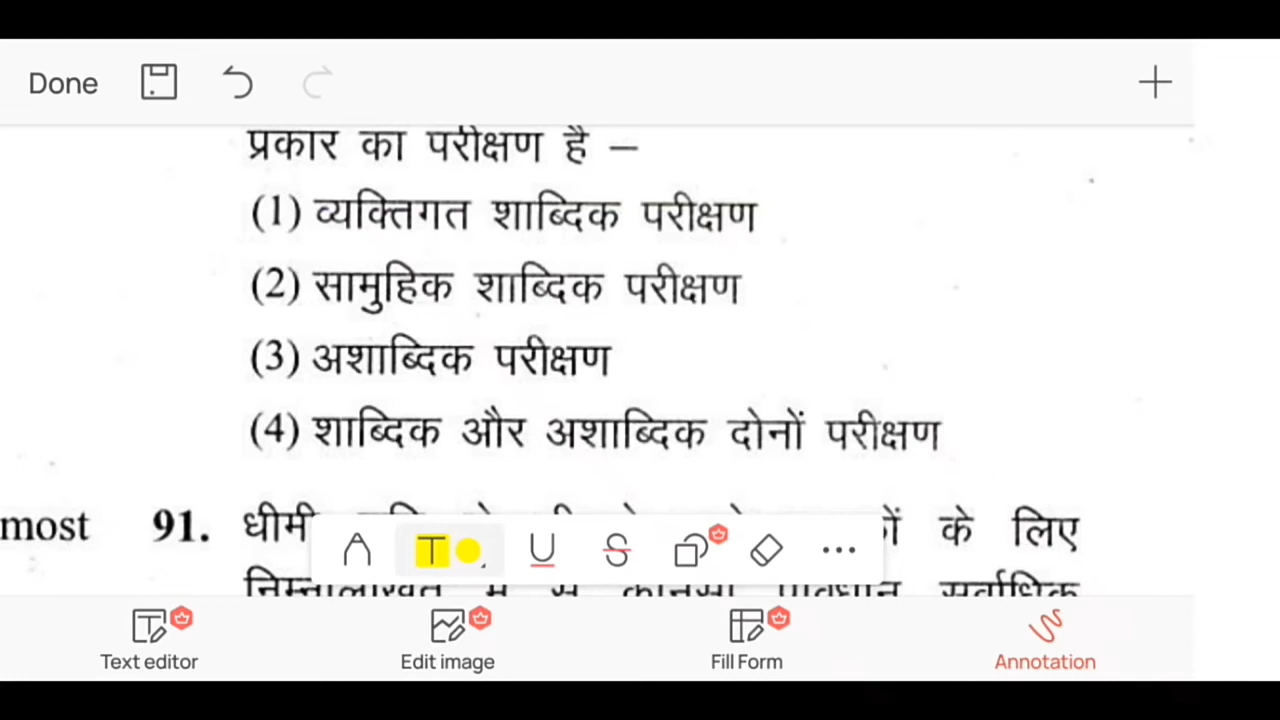 Done
प्रकार का परीक्षण है –
(1) व्यक्तिगत शाब्दिक परीक्षण
(2) सामुहिक शाब्दिक परीक्षण
(3) अशाब्दिक परीक्षण
(4) शाब्दिक और अशाब्दिक दोनों परीक्षण
most 91. धीमी के लिए
Text editor Edit image Fill Form Annotation